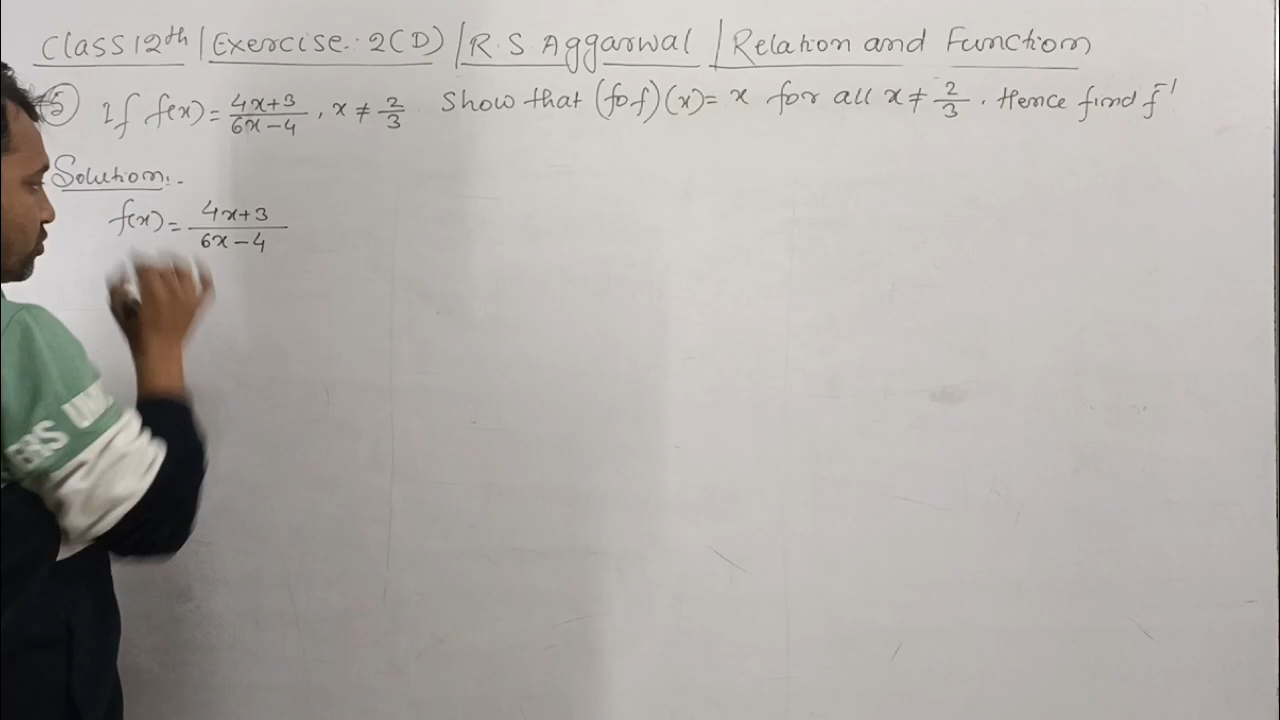 Class 12th | Exercise:- 2(D) | R.S Aggarwal | Relation and Function
5) If f(x) = (4x+3)/(6x-4), x ≠ 2/3. Show that (fof)(x) = x for all x ≠ 2/3. Hence find f⁻¹
Solution:-
f(x) = (4x+3)/(6x-4)